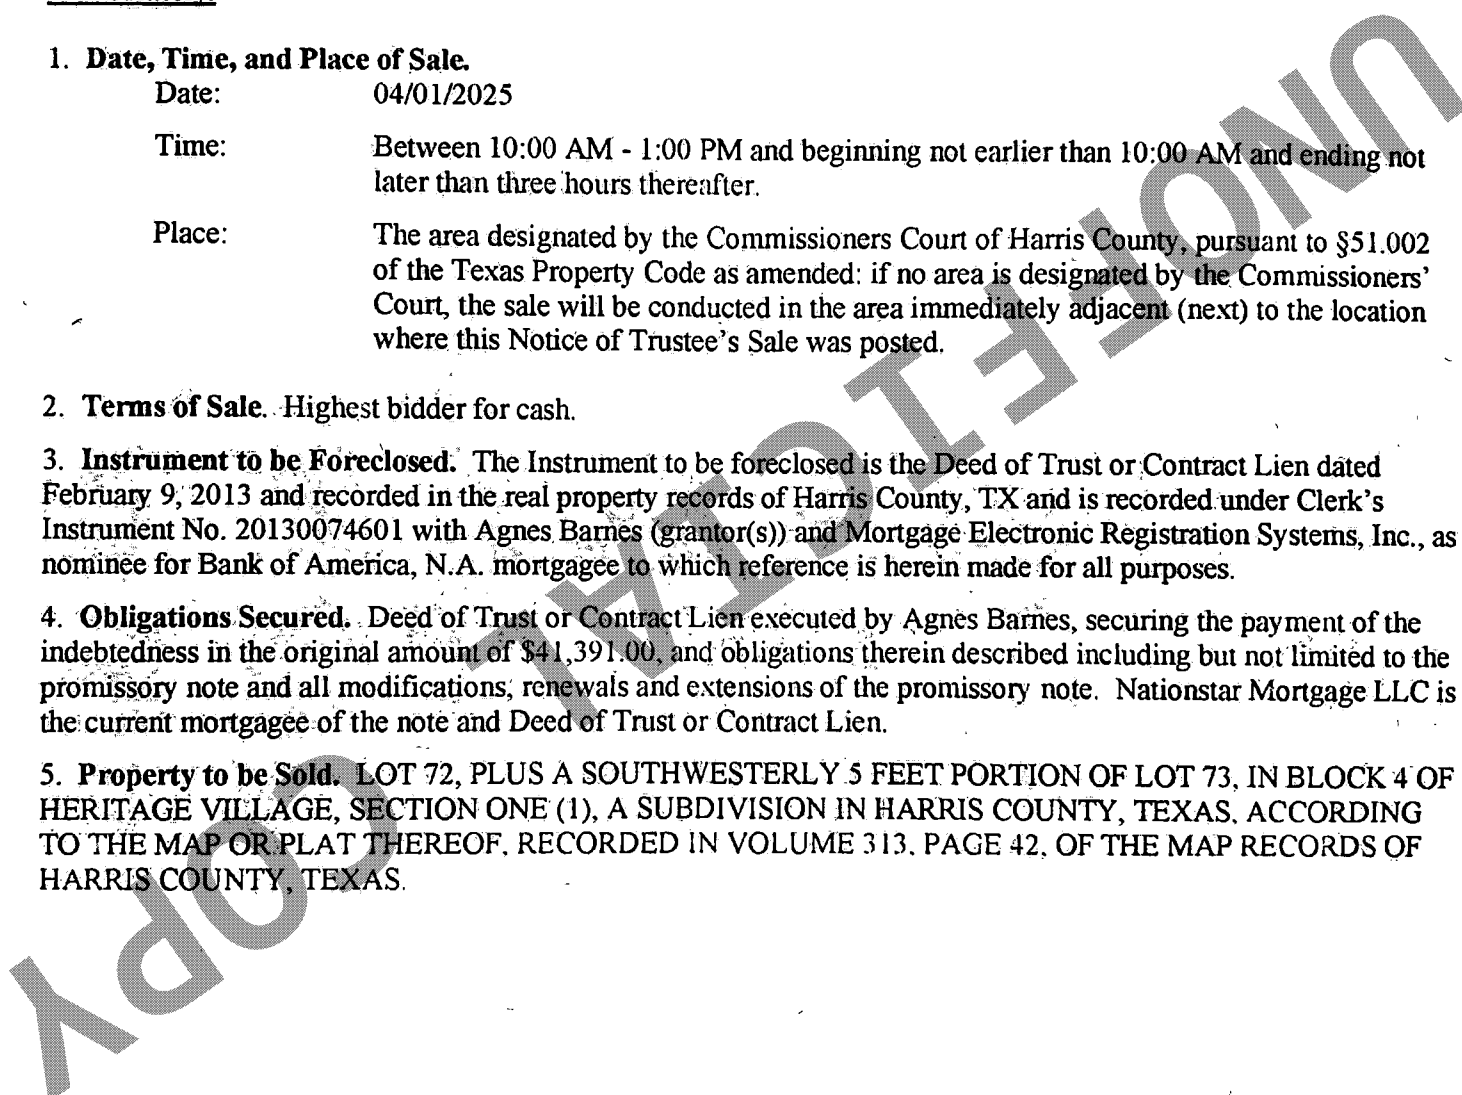 1. Date, Time, and Place of Sale.
Date: 04/01/2025
Time: Between 10:00 AM - 1:00 PM and beginning not earlier than 10:00 AM and ending not
later than three hours thereafter.
Place: The area designated by the Commissioners Court of Harris County, pursuant to §51.002
of the Texas Property Code as amended: if no area is designated by the Commissioners'
Court, the sale will be conducted in the area immediately adjacent (next) to the location
where this Notice of Trustee's Sale was posted.
2. Terms of Sale. Highest bidder for cash.
3. Instrument to be Foreclosed. The Instrument to be foreclosed is the Deed of Trust or Contract Lien dated
February 9, 2013 and recorded in the real property records of Harris County, TX and is recorded under Clerk's
Instrument No. 20130074601 with Agnes Barnes (grantor(s)) and Mortgage Electronic Registration Systems, Inc., as
nominee for Bank of America, N.A. mortgagee to which reference is herein made for all purposes.
4. Obligations Secured. Deed of Trust or Contract Lien executed by Agnes Barnes, securing the payment of the
indebtedness in the original amount of $41,391.00, and obligations therein described including but not limited to the
promissory note and all modifications, renewals and extensions of the promissory note. Nationstar Mortgage LLC is
the current mortgagee of the note and Deed of Trust or Contract Lien.
5. Property to be Sold. LOT 72, PLUS A SOUTHWESTERLY 5 FEET PORTION OF LOT 73, IN BLOCK 4 OF
HERITAGE VILLAGE, SECTION ONE (1), A SUBDIVISION IN HARRIS COUNTY, TEXAS, ACCORDING
TO THE MAP OR PLAT THEREOF, RECORDED IN VOLUME 313, PAGE 42, OF THE MAP RECORDS OF
HARRIS COUNTY, TEXAS.
UNOFFICIAL COPY